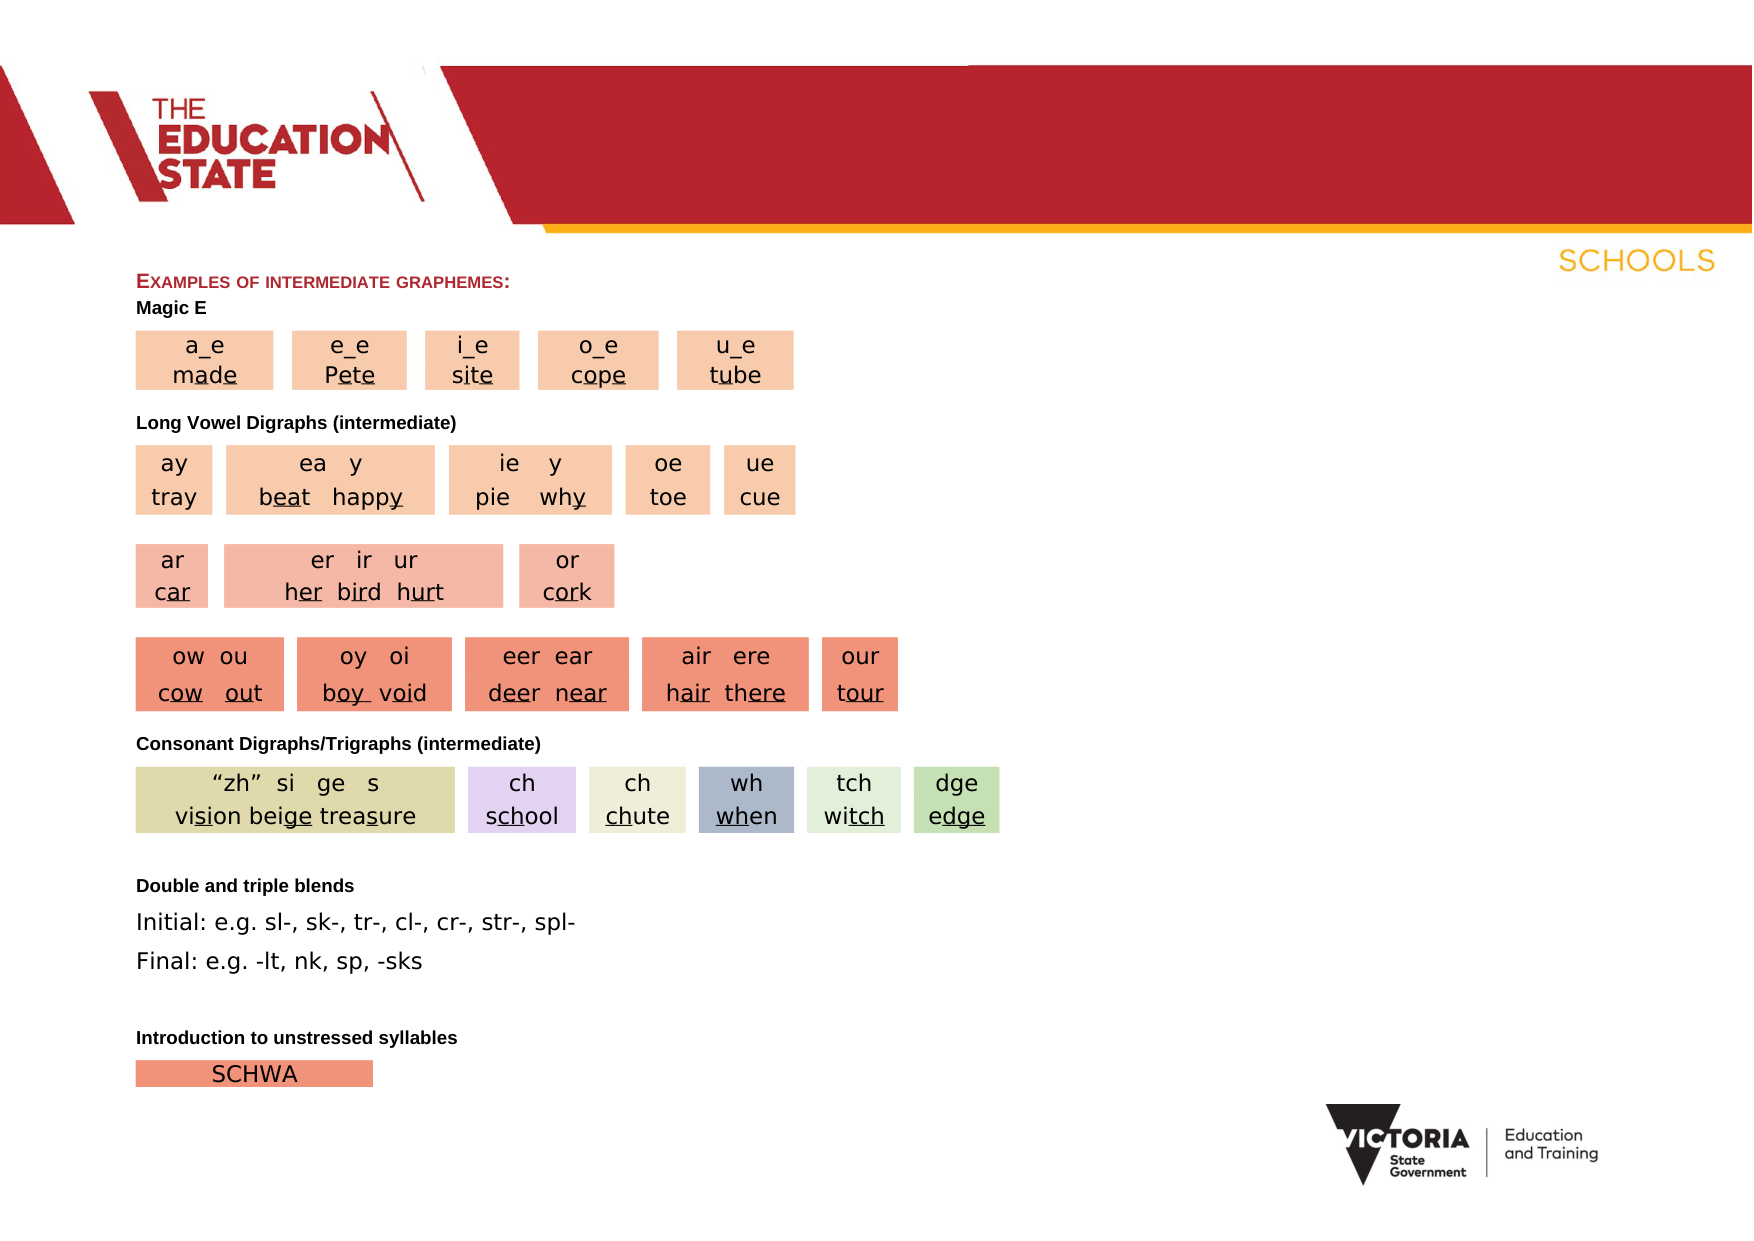 THE
EDUCATION
STATE
SCHOOLS
EXAMPLES OF INTERMEDIATE GRAPHEMES:
Magic E
a_e e_e i_e o_e u_e
made Pete site cope tube
Long Vowel Digraphs (intermediate)
ay ea y ie y oe ue
tray beat happy pie why toe cue
ar er ir ur or
car her bird hurt cork
ow ou oy oi eer ear air ere our
cow out boy void deer near hair there tour
Consonant Digraphs/Trigraphs (intermediate)
“zh” si ge s ch ch wh tch dge
vision beige treasure school chute when witch edge
Double and triple blends
Initial: e.g. sl-, sk-, tr-, cl-, cr-, str-, spl-
Final: e.g. -lt, nk, sp, -sks
Introduction to unstressed syllables
SCHWA
VICTORIA
State
Government
Education
and Training